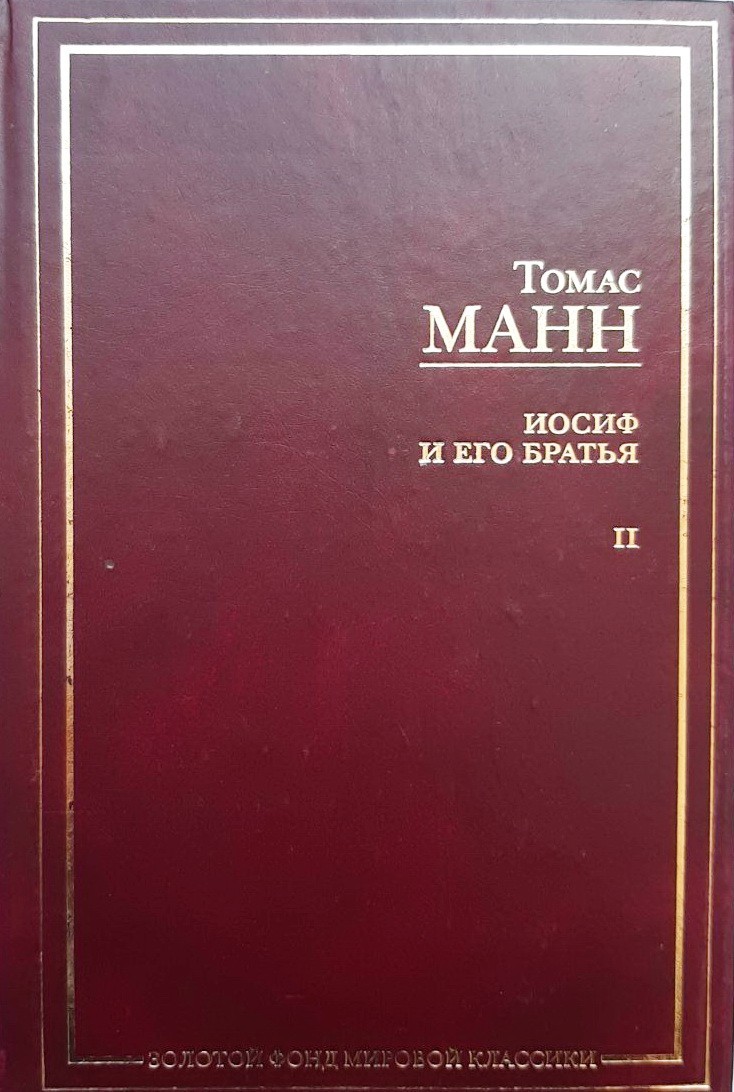 Томас
МАНН
ИОСИФ
И ЕГО БРАТЬЯ
II
ЗОЛОТОЙ ФОНД МИРОВОЙ КЛАССИКИ